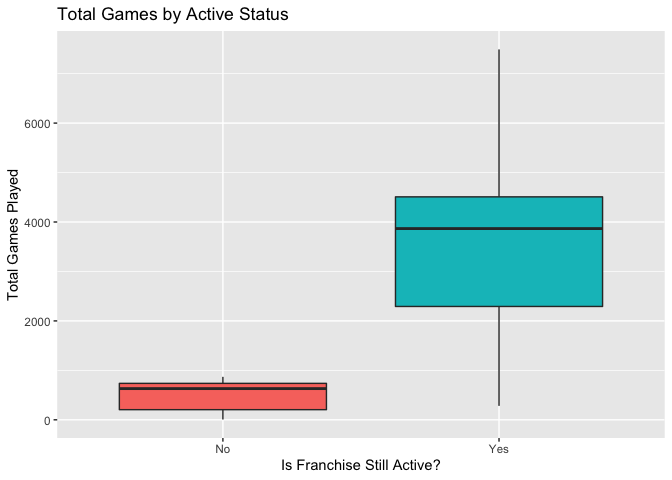 Total Games by Active Status
Total Games Played
6000
4000
2000
0
No
Yes
Is Franchise Still Active?